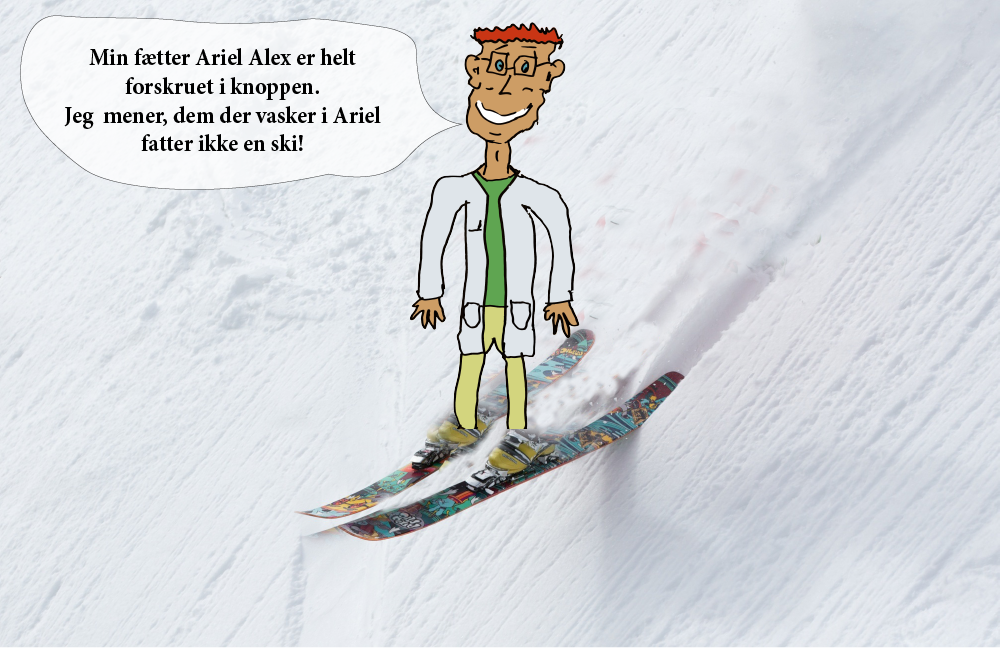 Min fætter Ariel Alex er helt
forskruet i knoppen.
Jeg mener, dem der vasker i Ariel
fatter ikke en ski!